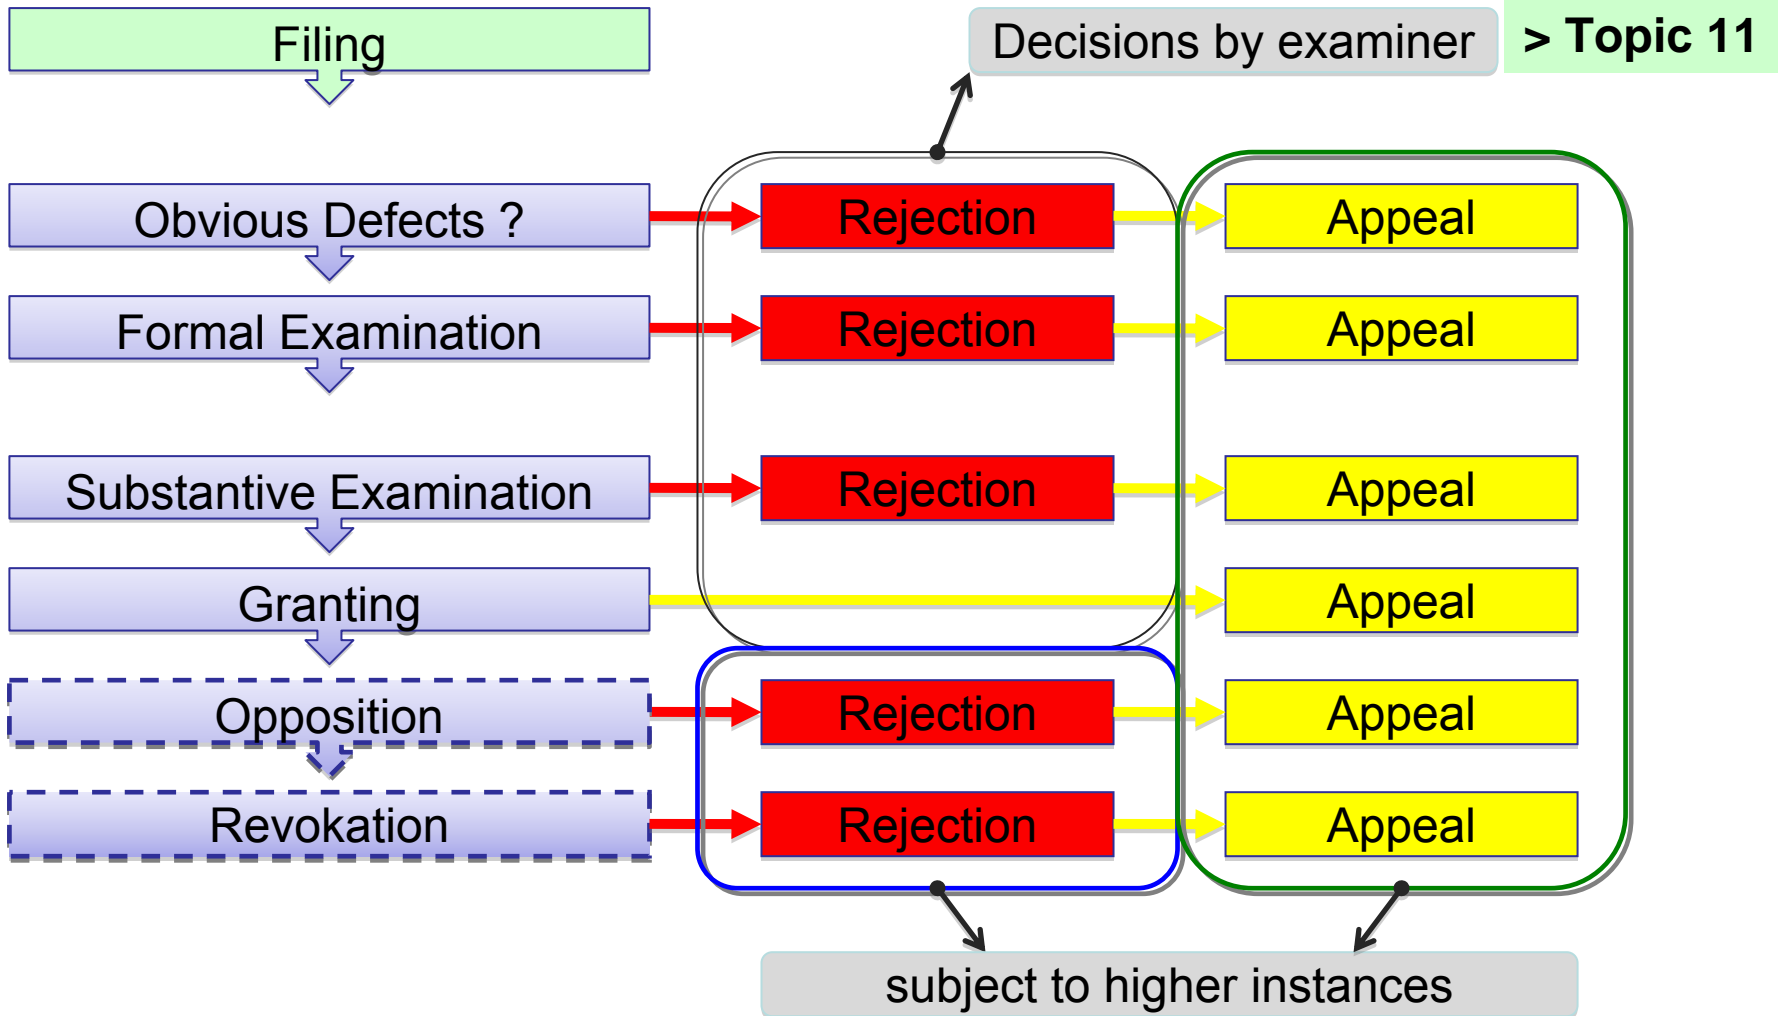 Filing
Decisions by examiner
> Topic 11
Obvious Defects ?
Rejection
Appeal
Formal Examination
Rejection
Appeal
Substantive Examination
Rejection
Appeal
Granting
Appeal
Opposition
Rejection
Appeal
Revokation
Rejection
Appeal
subject to higher instances